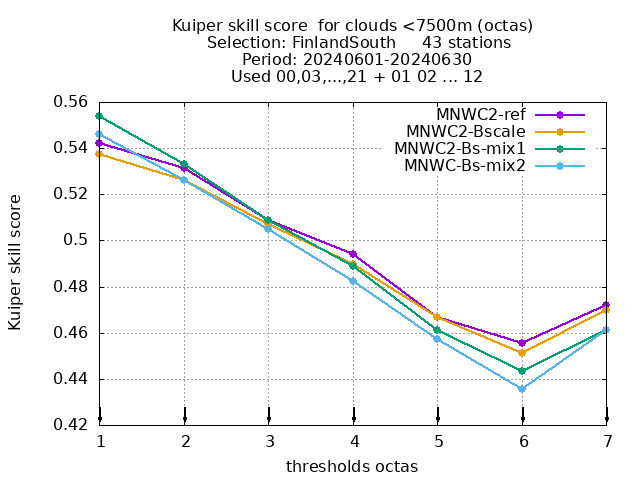 Kuiper skill score  for clouds <7500m (octas)
Selection: FinlandSouth     43 stations
Period: 20240601-20240630
Used 00,03,...,21 + 01 02 ... 12
MNWC2-ref
MNWC2-Bscale
MNWC2-Bs-mix1
MNWC-Bs-mix2
0.56
0.54
0.52
0.5
0.48
0.46
0.44
0.42
Kuiper skill score
1 2 3 4 5 6 7
thresholds octas